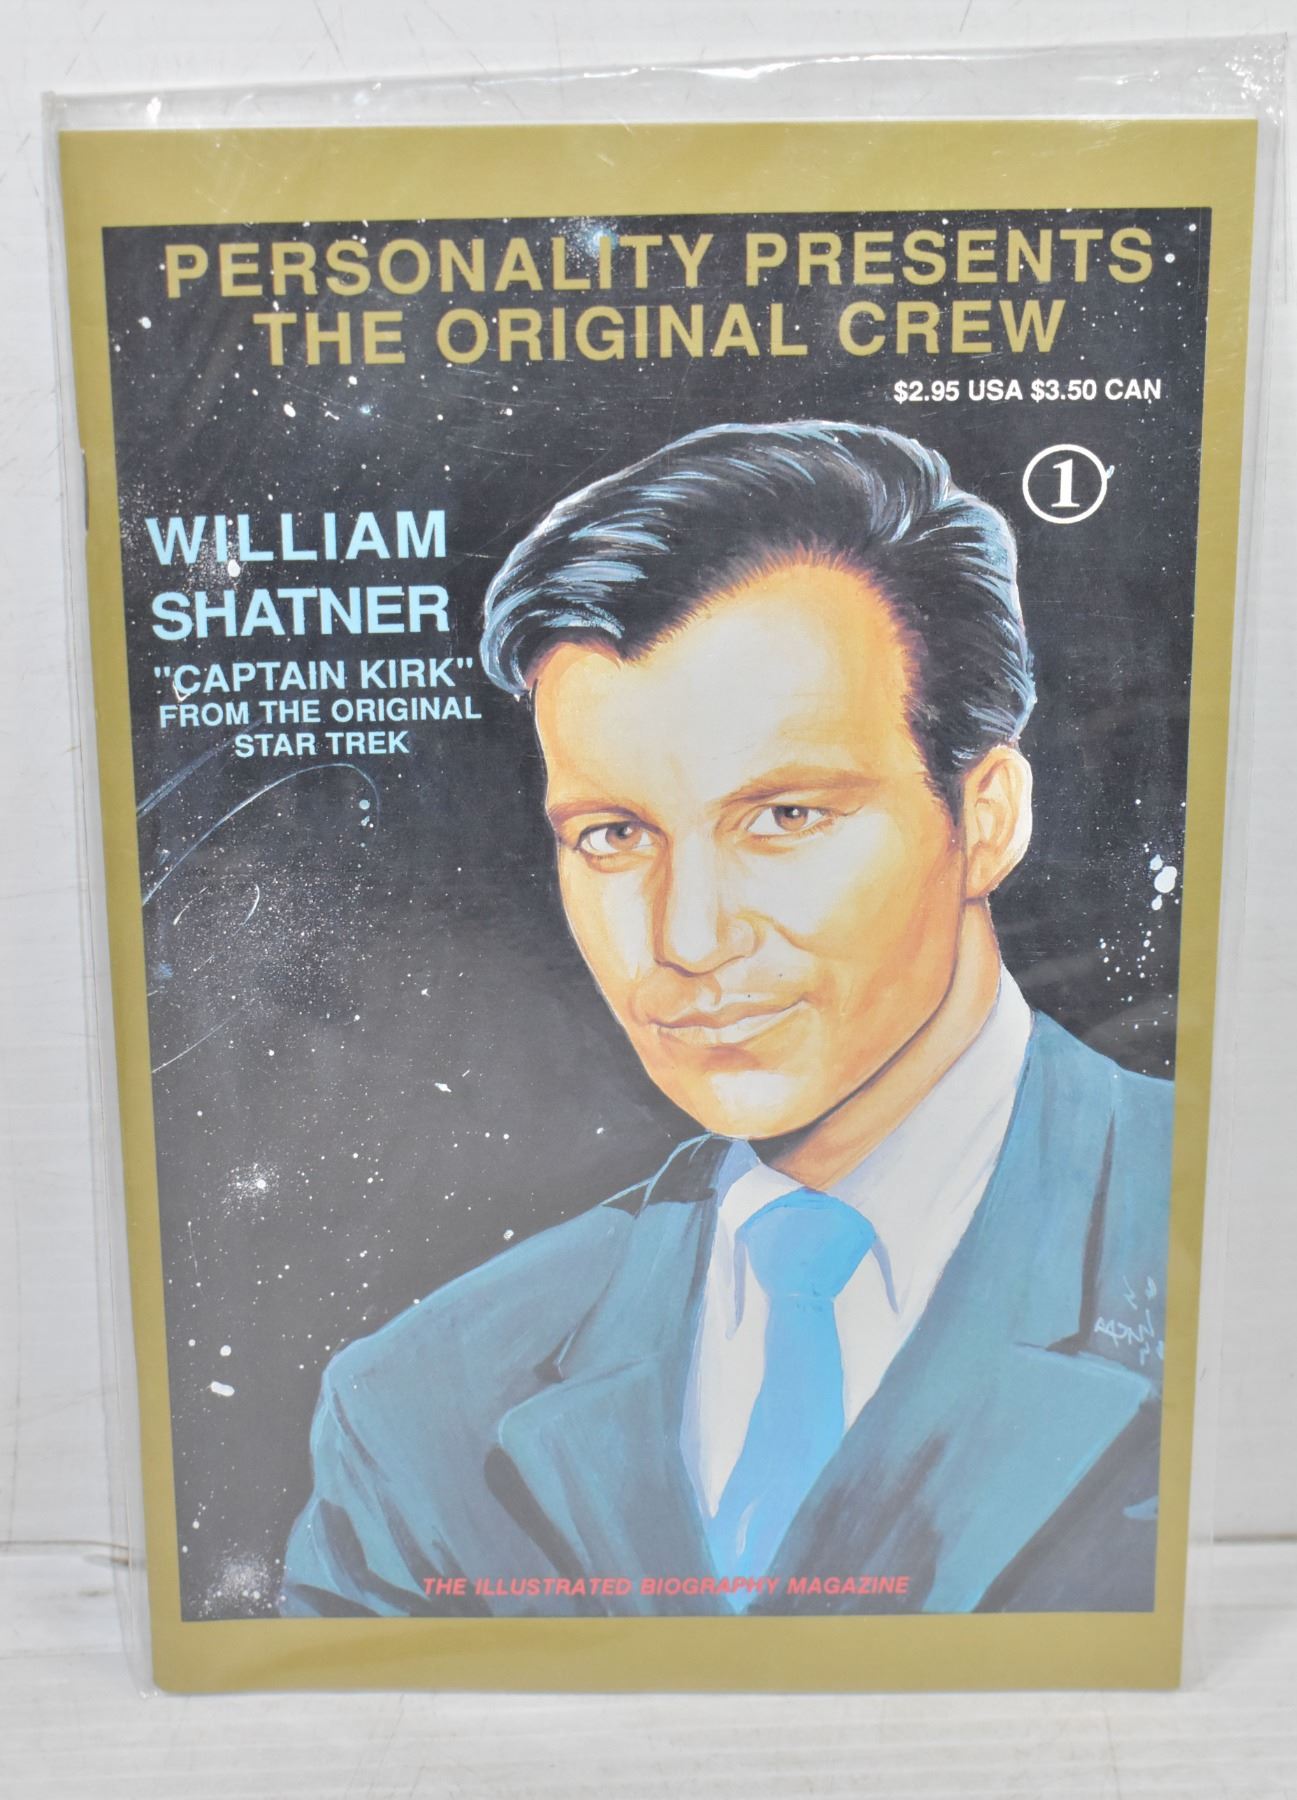 PERSONALITY PRESENTS
THE ORIGINAL CREW
$2.95 USA $3.50 CAN
1
WILLIAM
SHATNER
"CAPTAIN KIRK"
FROM THE ORIGINAL
STAR TREK
THE ILLUSTRATED BIOGRAPHY MAGAZINE